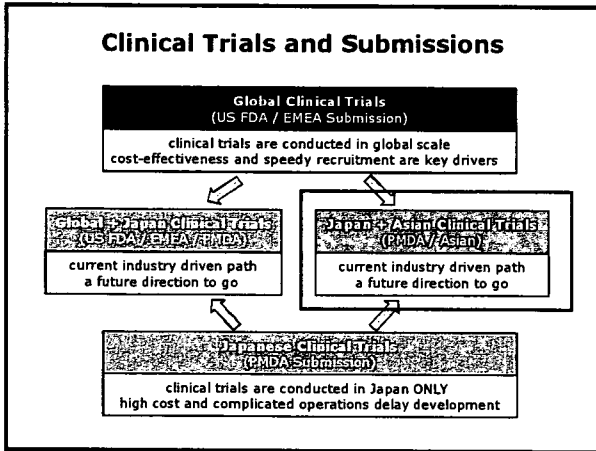 Clinical Trials and Submissions
Global Clinical Trials
(US FDA / EMEA Submission)
clinical trials are conducted in global scale
cost-effectiveness and speedy recruitment are key drivers
Global + Japan Clinical Trials
(US FDA / EMEA / PMDA)
current industry driven path
a future direction to go
Japan + Asian Clinical Trials
(PMDA / Asian)
current industry driven path
a future direction to go
Japanese Clinical Trials
(PMDA Submission)
clinical trials are conducted in Japan ONLY
high cost and complicated operations delay development